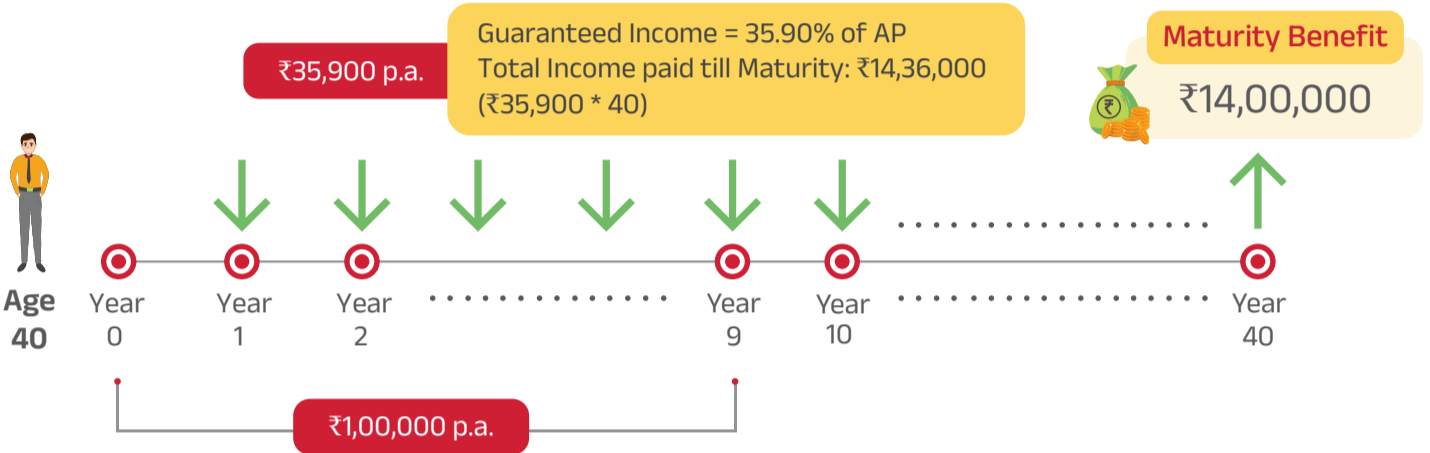 ₹35,900 p.a.
Guaranteed Income = 35.90% of AP
Total Income paid till Maturity: ₹14,36,000
(₹35,900 * 40)
Maturity Benefit
₹14,00,000
₹
Age
40
Year
0
Year
1
Year
2
Year
9
Year
10
Year
40
₹1,00,000 p.a.